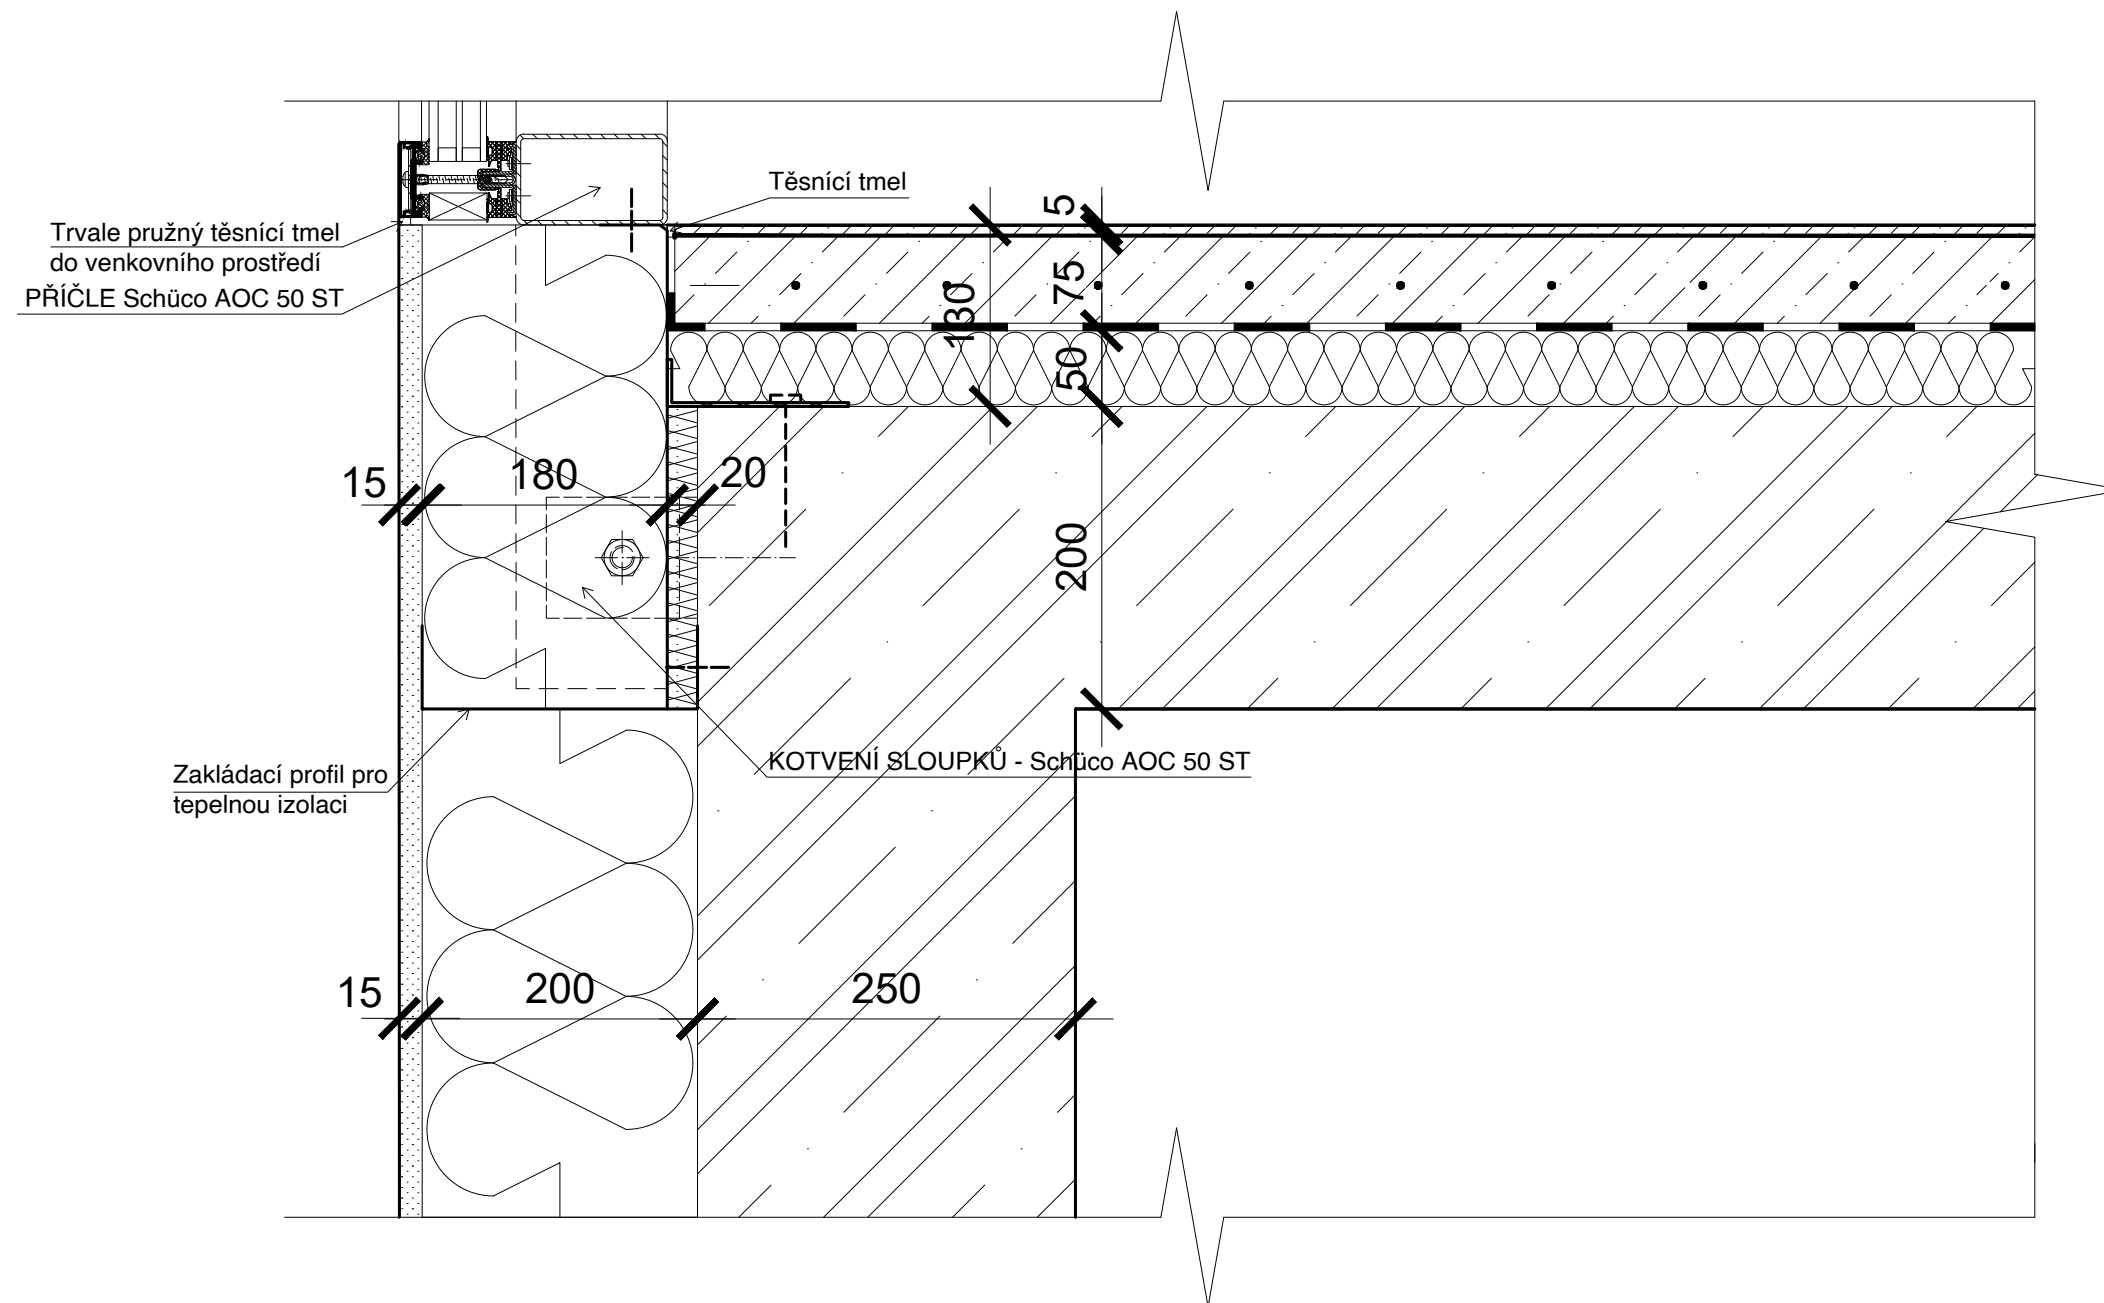 Těsnící tmel
Trvale pružný těsnící tmel
do venkovního prostředí
PŘÍČLE Schüco AOC 50 ST
5
75
130
50
15
180
20
200
KOTVENÍ SLOUPKŮ - Schüco AOC 50 ST
Zakládací profil pro
tepelnou izolaci
15
200
250